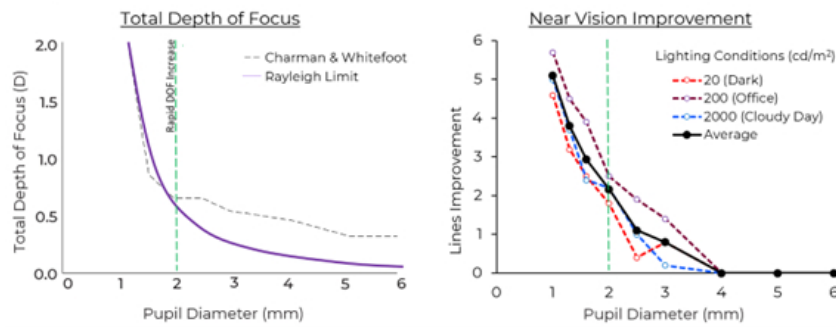 Total Depth of Focus
Total Depth of Focus (D)
2.0
1.5
1.0
0.5
0.0
Rapid DOF Increase
Charman & Whitefoot
Rayleigh Limit
0 1 2 3 4 5 6
Pupil Diameter (mm)
Near Vision Improvement
Lines Improvement
6
5
4
3
2
1
0
Lighting Conditions (cd/m²)
20 (Dark)
200 (Office)
2000 (Cloudy Day)
Average
0 1 2 3 4 5 6
Pupil Diameter (mm)